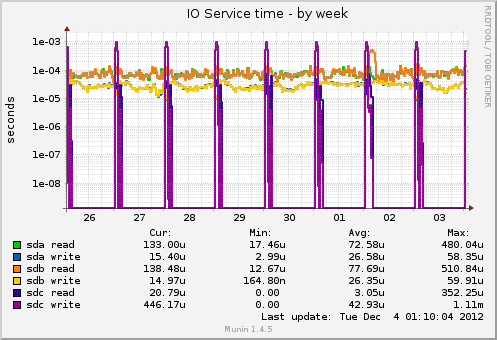 IO Service time - by week
RRDTOOL / TOBI OETIKER
seconds
1e-03
1e-04
1e-05
1e-06
1e-07
1e-08
26 27 28 29 30 01 02 03
Cur: Min: Avg: Max:
sda read 133.00u 17.46u 72.58u 480.04u
sda write 15.40u 2.99u 26.58u 58.35u
sdb read 138.48u 12.67u 77.69u 510.84u
sdb write 14.97u 164.80n 26.35u 59.91u
sdc read 20.79u 0.00 3.05u 352.25u
sdc write 446.17u 0.00 42.93u 1.11m
Last update: Tue Dec 4 01:10:04 2012
Munin 1.4.5